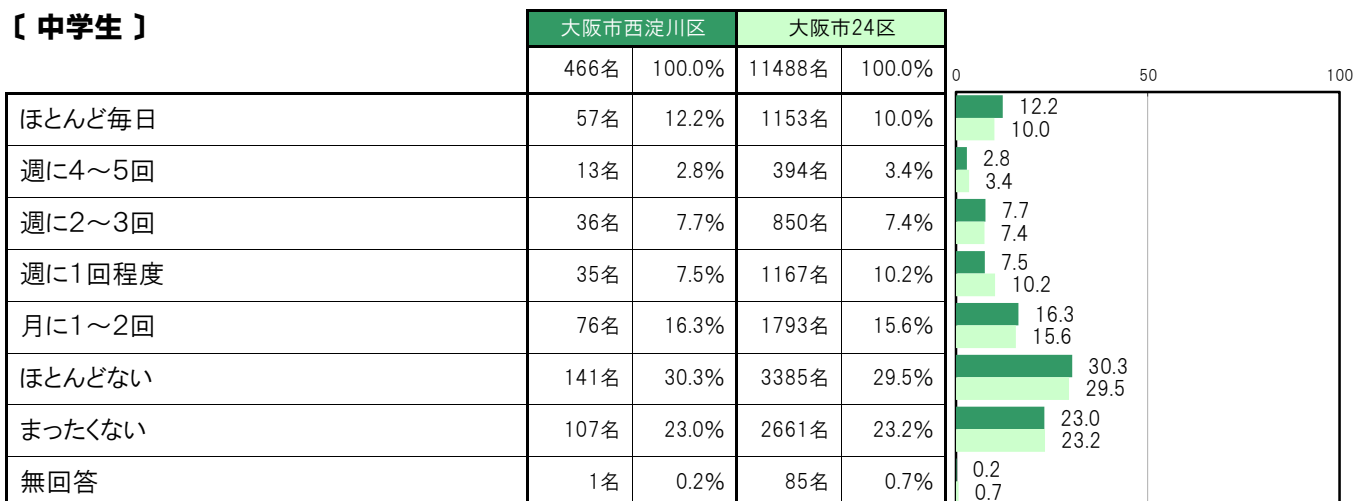 〔 中学生 〕
大阪市西淀川区 大阪市24区
466名 100.0% 11488名 100.0% 0 50 100
ほとんど毎日 57名 12.2% 1153名 10.0% 12.2
10.0
週に4～5回 13名 2.8% 394名 3.4% 2.8
3.4
週に2～3回 36名 7.7% 850名 7.4% 7.7
7.4
週に1回程度 35名 7.5% 1167名 10.2% 7.5
10.2
月に1～2回 76名 16.3% 1793名 15.6% 16.3
15.6
ほとんどない 141名 30.3% 3385名 29.5% 30.3
29.5
まったくない 107名 23.0% 2661名 23.2% 23.0
23.2
無回答 1名 0.2% 85名 0.7% 0.2
0.7